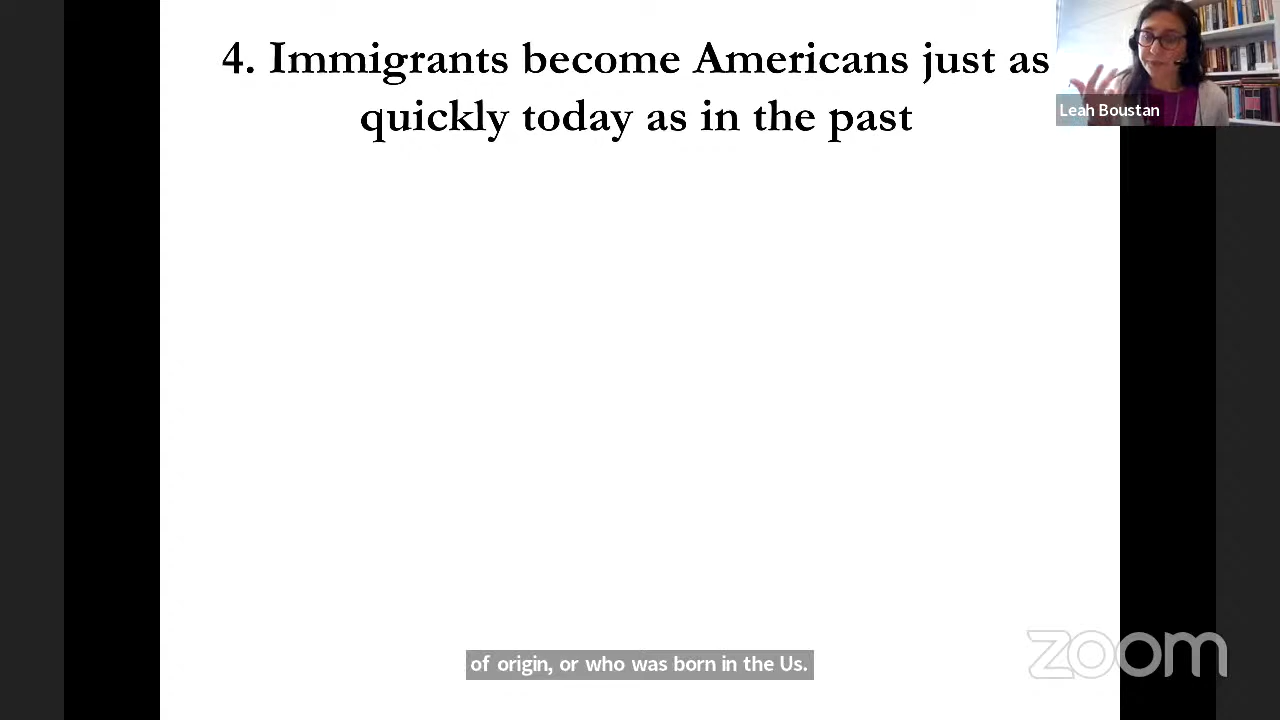 4. Immigrants become Americans just as
quickly today as in the past
Leah Boustan
of origin, or who was born in the Us.
zoom